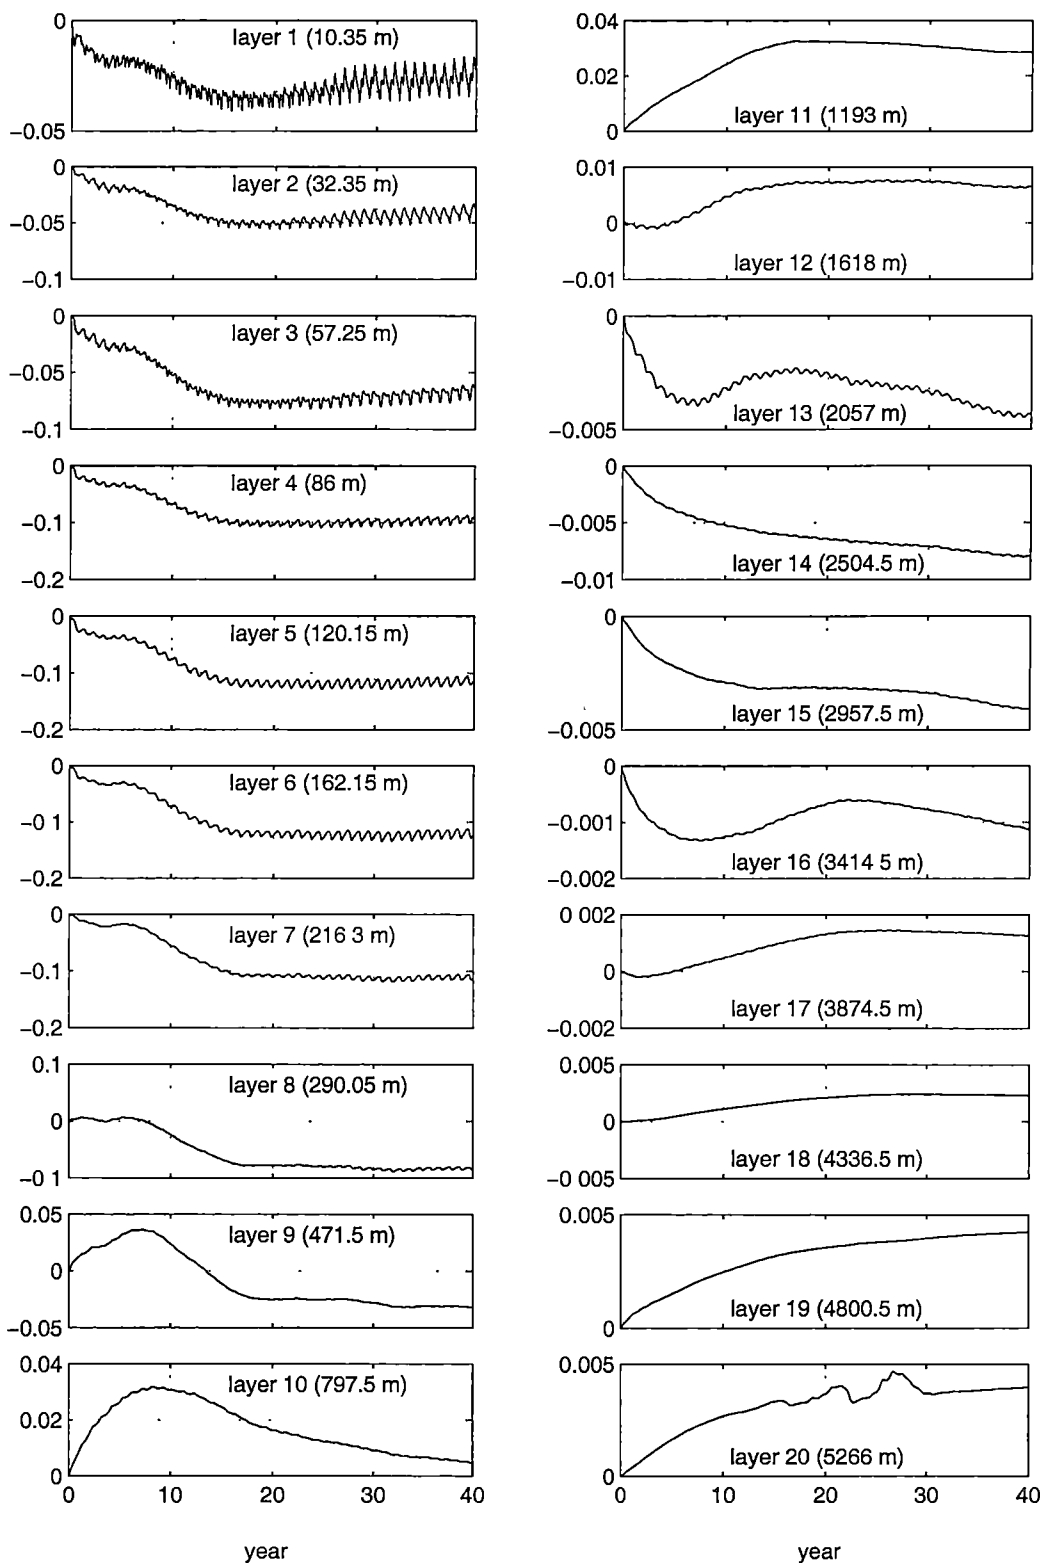 0
layer 1 (10.35 m)
−0.05
0
layer 2 (32.35 m)
−0.05
−0.1
0
layer 3 (57.25 m)
−0.05
−0.1
0
layer 4 (86 m)
−0.1
−0.2
0
layer 5 (120.15 m)
−0 1
−0.2
0
layer 6 (162.15 m)
−0 1
−0.2
0
layer 7 (216 3 m)
−0.1
−0.2
0 1
layer 8 (290.05 m)
0
−0 1
0.05
layer 9 (471.5 m)
0
−0.05
0.04
layer 10 (797.5 m)
0.02
0
0 10 20 30 40
year
0.04
0.02
layer 11 (1193 m)
0
0.01
0
layer 12 (1618 m)
−0.01
0
layer 13 (2057 m)
−0.005
0
−0.005
layer 14 (2504.5 m)
−0.01
0
layer 15 (2957.5 m)
−0.005
0
−0.001
layer 16 (3414 5 m)
−0.002
0 002
0
layer 17 (3874.5 m)
−0.002
0.005
0
layer 18 (4336.5 m)
−0 005
0.005
layer 19 (4800.5 m)
0
0.005
layer 20 (5266 m)
0
0 10 20 30 40
year